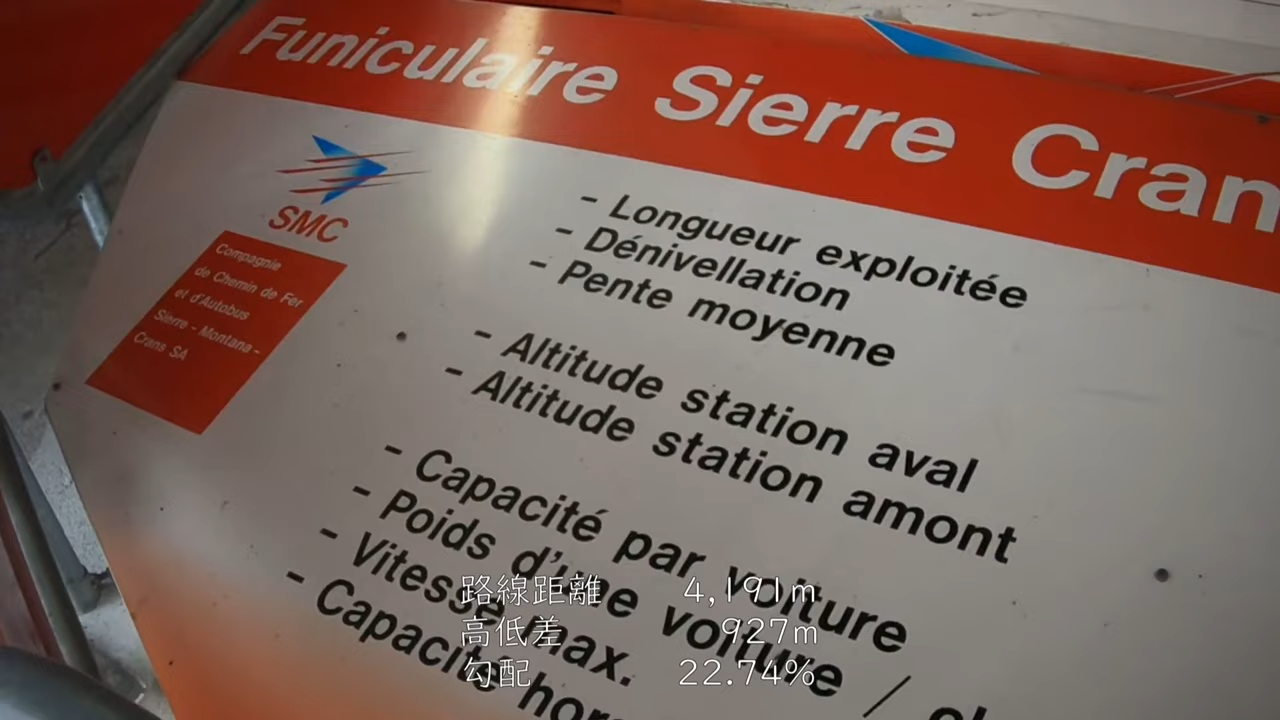 Funiculaire Sierre Cran
SMC
Compagnie
de Chemin de Fer
et d'Autobus
Sierre - Montana -
Crans SA
- Longueur exploitée
- Dénivellation
- Pente moyenne
- Altitude station aval
- Altitude station amont
- Capacité par voiture
- Poids d'une voiture /
- Vitesse max.
- Capacité hor
路線距離 4,191m
高低差 927m
勾配 22.74%